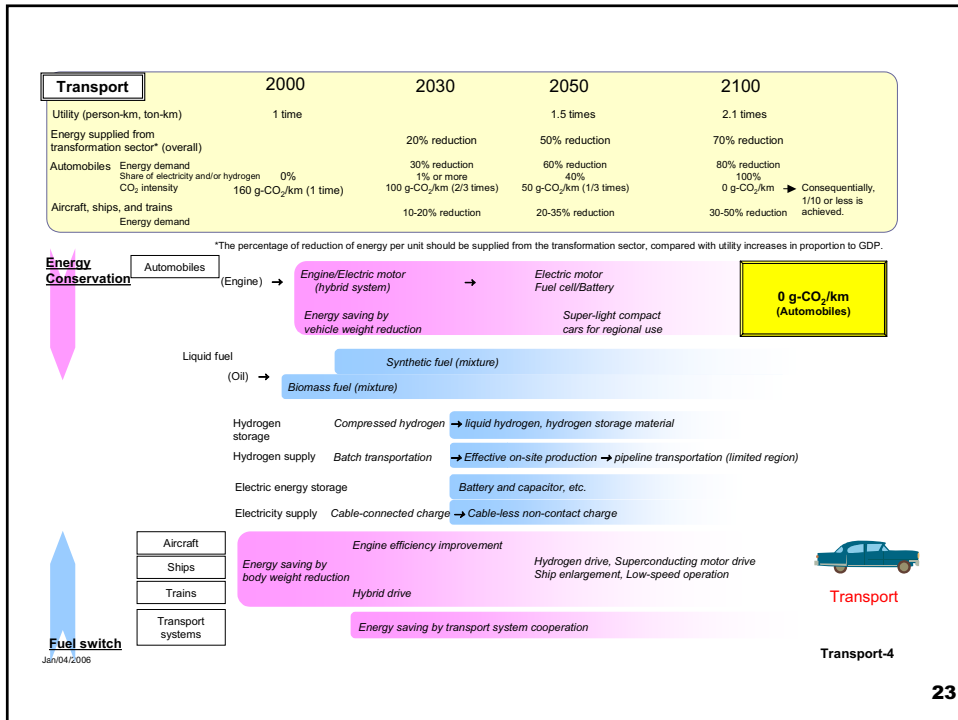 Transport 2000 2030 2050 2100
Utility (person-km, ton-km) 1 time 1.5 times 2.1 times
Energy supplied from
transformation sector* (overall) 20% reduction 50% reduction 70% reduction
Automobiles Energy demand 30% reduction 60% reduction 80% reduction
Share of electricity and/or hydrogen 0% 1% or more 40% 100%
CO₂ intensity 160 g-CO₂/km (1 time) 100 g-CO₂/km (2/3 times) 50 g-CO₂/km (1/3 times) 0 g-CO₂/km → Consequentially,
1/10 or less is
achieved.
Aircraft, ships, and trains
Energy demand 10-20% reduction 20-35% reduction 30-50% reduction
*The percentage of reduction of energy per unit should be supplied from the transformation sector, compared with utility increases in proportion to GDP.
Energy
Conservation
Automobiles
(Engine) → Engine/Electric motor → Electric motor
(hybrid system) Fuel cell/Battery
Energy saving by Super-light compact
vehicle weight reduction cars for regional use
0 g-CO₂/km
(Automobiles)
Liquid fuel
(Oil) →
Synthetic fuel (mixture)
Biomass fuel (mixture)
Hydrogen Compressed hydrogen → liquid hydrogen, hydrogen storage material
storage
Hydrogen supply Batch transportation → Effective on-site production → pipeline transportation (limited region)
Electric energy storage Battery and capacitor, etc.
Electricity supply Cable-connected charge → Cable-less non-contact charge
Aircraft
Ships
Trains
Engine efficiency improvement
Energy saving by
body weight reduction
Hydrogen drive, Superconducting motor drive
Ship enlargement, Low-speed operation
Hybrid drive
Transport
Transport
systems
Energy saving by transport system cooperation
Fuel switch
Jan/04/2006
Transport-4
23